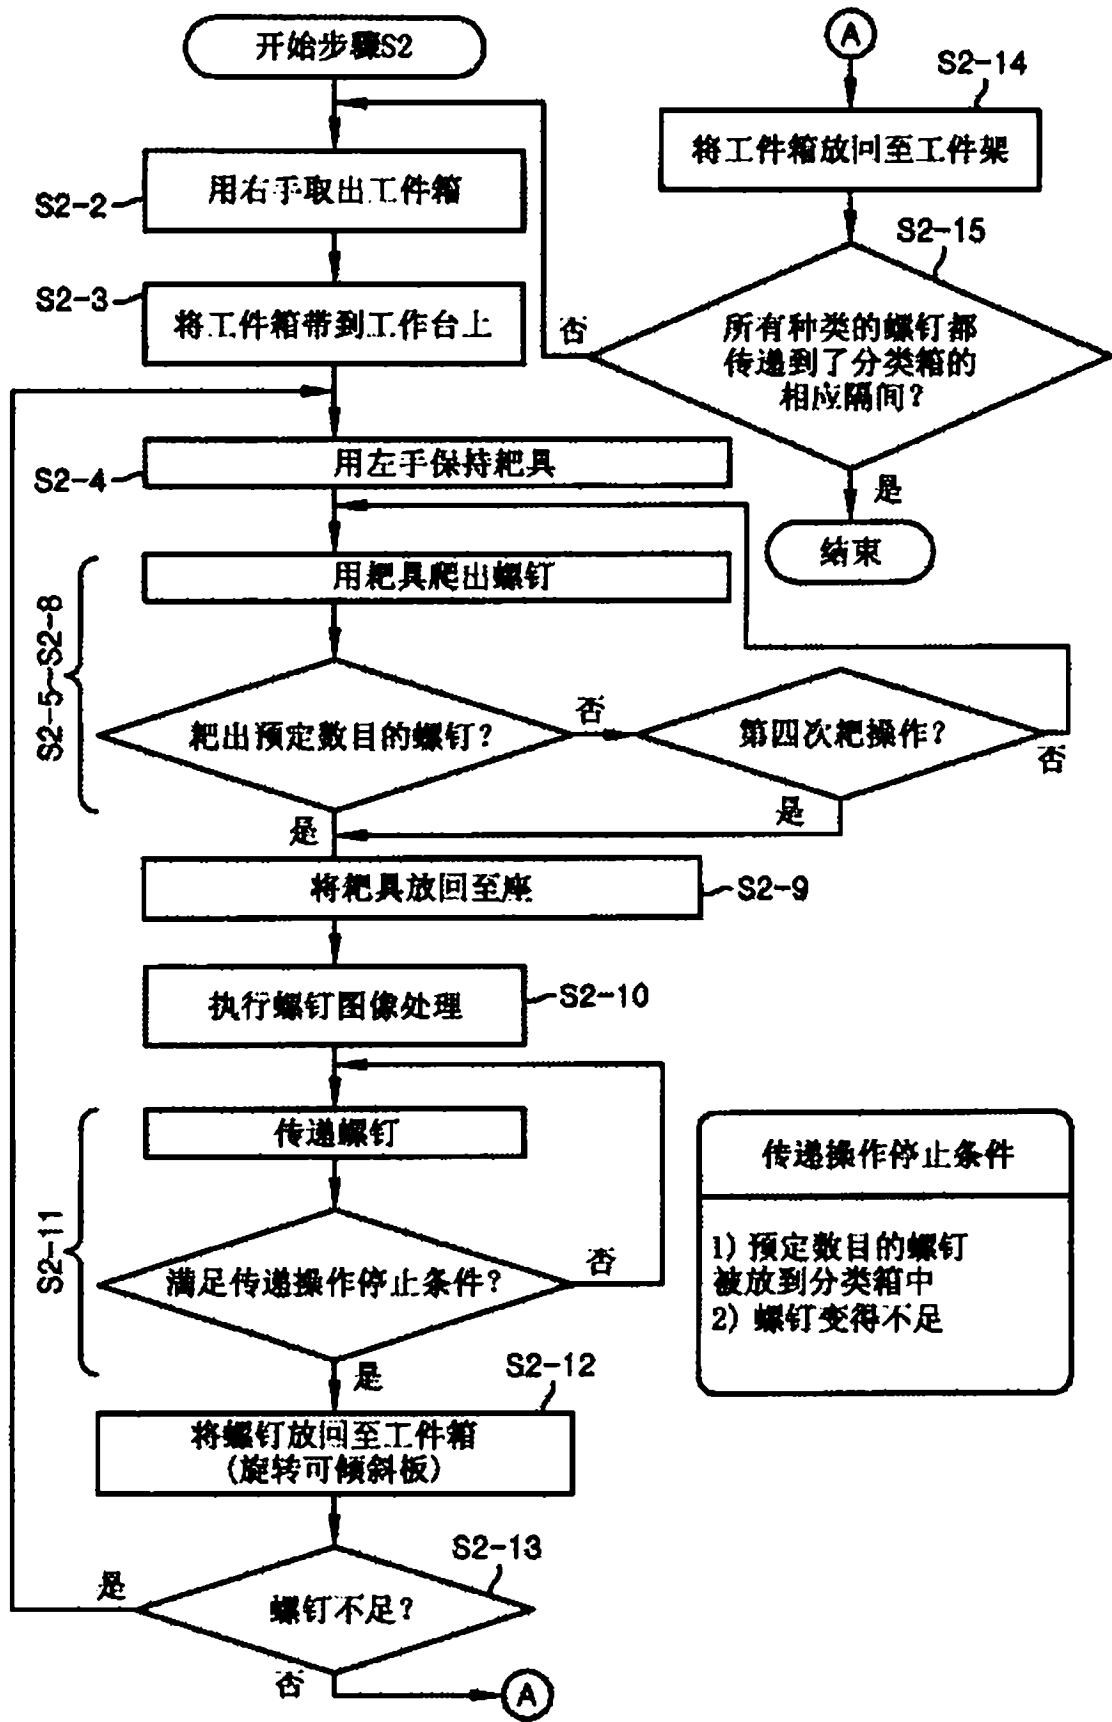 开始步骤S2
S2-2
用右手取出工件箱
S2-3
将工件箱带到工作台上
S2-4
用左手保持耙具
S2-5~S2-8
用耙具爬出螺钉
耙出预定数目的螺钉?
否
第四次耙操作?
否
是
是
将耙具放回至座
S2-9
执行螺钉图像处理
S2-10
S2-11
传递螺钉
满足传递操作停止条件?
否
是
S2-12
将螺钉放回至工件箱
(旋转可倾斜板)
S2-13
螺钉不足?
是
否
A
A
S2-14
将工件箱放回至工件架
S2-15
所有种类的螺钉都
传递到了分类箱的
相应隔间?
否
是
结束
传递操作停止条件
1) 预定数目的螺钉
被放到分类箱中
2) 螺钉变得不足